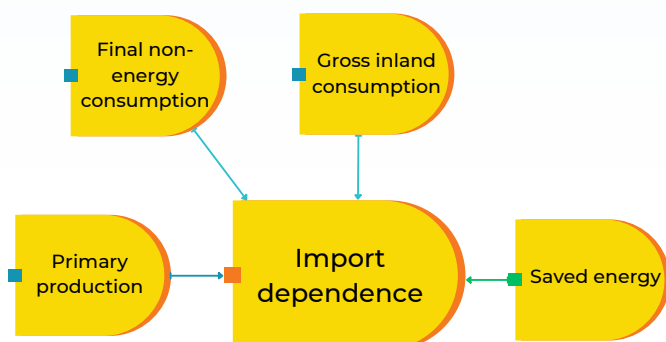 Final non-
energy
consumption
Gross inland
consumption
Primary
production
Import
dependence
Saved energy